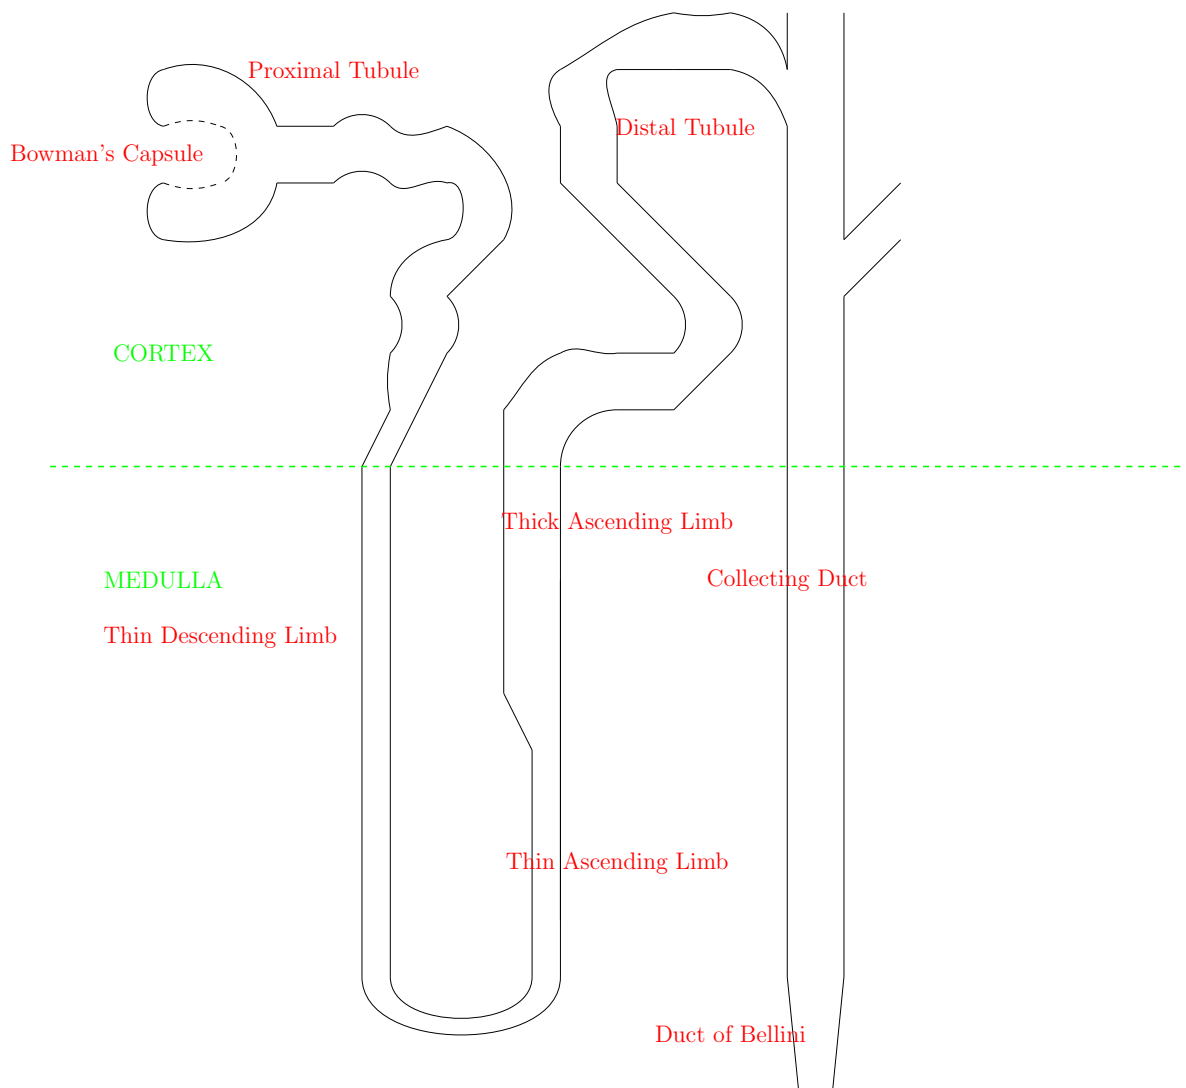 Proximal Tubule
Distal Tubule
Bowman's Capsule
CORTEX
Thick Ascending Limb
MEDULLA
Collecting Duct
Thin Descending Limb
Thin Ascending Limb
Duct of Bellini